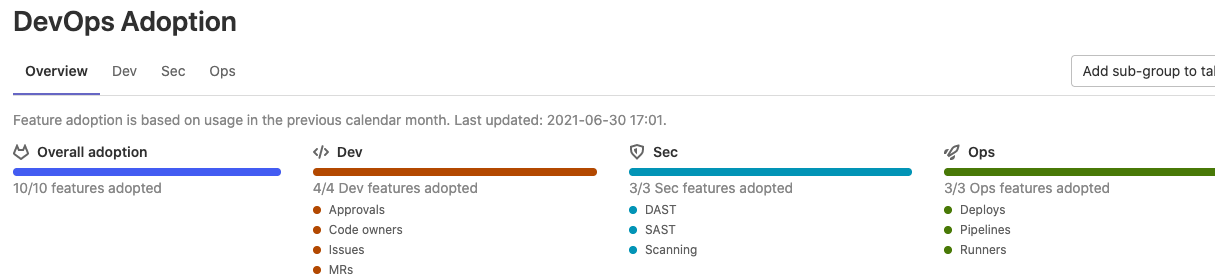 DevOps Adoption
Overview Dev Sec Ops
Add sub-group to
Feature adoption is based on usage in the previous calendar month. Last updated: 2021-06-30 17:01.
Overall adoption
10/10 features adopted
Dev
4/4 Dev features adopted
Approvals
Code owners
Issues
MRs
Sec
3/3 Sec features adopted
DAST
SAST
Scanning
Ops
3/3 Ops features adopted
Deploys
Pipelines
Runners